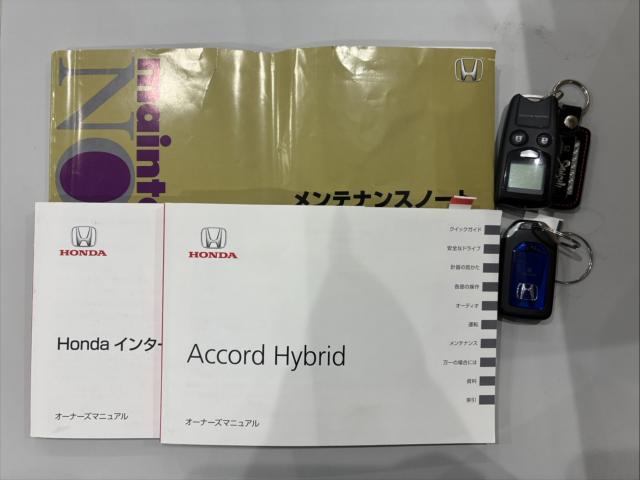 mainte
NO
メンテナンスノート
HONDA
Honda インター
オーナーズマニュアル
HONDA
Accord Hybrid
オーナーズマニュアル
クイックガイド
安全なドライブ
計器の見かた
各部の操作
オーディオ
運転
メンテナンス
万一の場合には
資料
索引